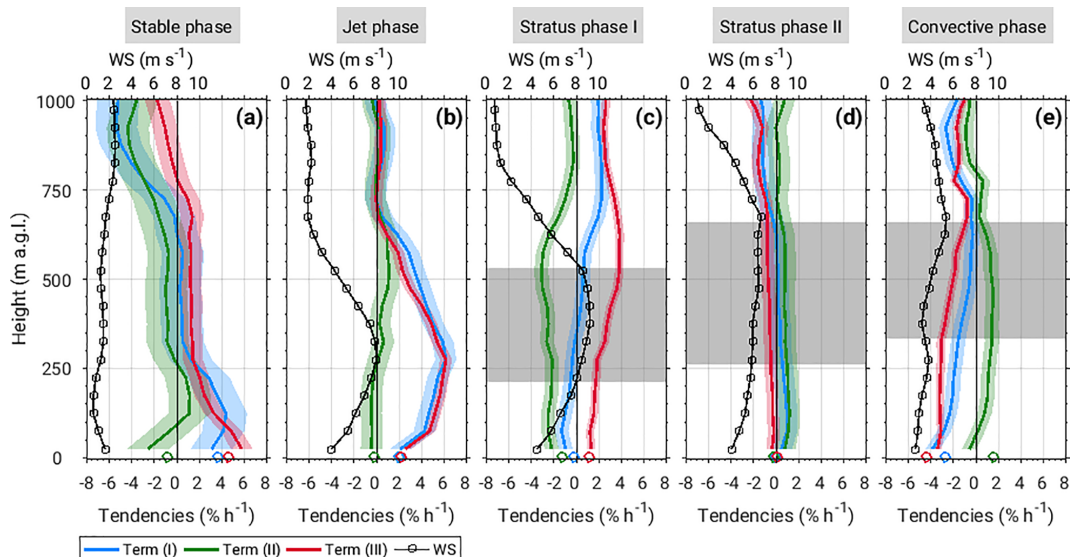 Stable phase Jet phase Stratus phase I Stratus phase II Convective phase
WS (m s⁻¹) WS (m s⁻¹) WS (m s⁻¹) WS (m s⁻¹) WS (m s⁻¹)
0 2 4 6 8 10 0 2 4 6 8 10 0 2 4 6 8 10 0 2 4 6 8 10 0 2 4 6 8 10
1000 (a) (b) (c) (d) (e)
750
Height (m a.g.l.)
500
250
0
-8 -6 -4 -2 0 2 4 6 8 -6 -4 -2 0 2 4 6 8 -6 -4 -2 0 2 4 6 8 -6 -4 -2 0 2 4 6 8 -6 -4 -2 0 2 4 6 8
Tendencies (% h⁻¹) Tendencies (% h⁻¹) Tendencies (% h⁻¹) Tendencies (% h⁻¹) Tendencies (% h⁻¹)
Term (I) Term (II) Term (III) WS